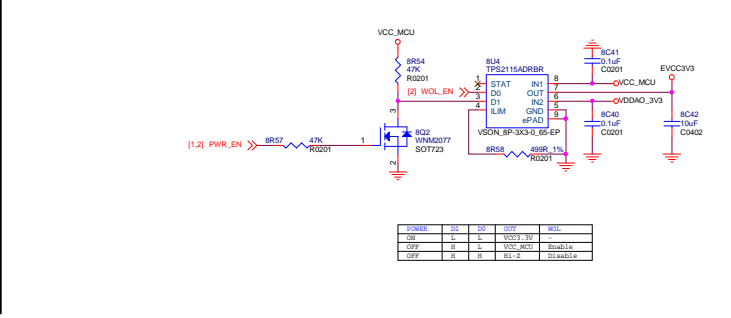 VCC_MCU
8R54
47K
R0201
8U4
TPS2115ADRBR
1 STAT IN1 8
2 D0 OUT 7
3 D1 IN2 6
4 ILIM GND 5
ePAD 9
VSON_8P-3X3-0_65-EP
[2] WOL_EN
8C41
0.1uF
C0201
VCC_MCU
EVCC3V3
VDDAO_3V3
8C40
0.1uF
C0201
8C42
10uF
C0402
3
8Q2
WNM2077
SOT723
1
2
[1,2] PWR_EN
8R57 47K
R0201
8R58 499R_1%
R0201
POWER D1 D0 OUT WOL
ON L L VCC3.3V -
OFF H L VCC_MCU Enable
OFF H H Hi-Z Disable